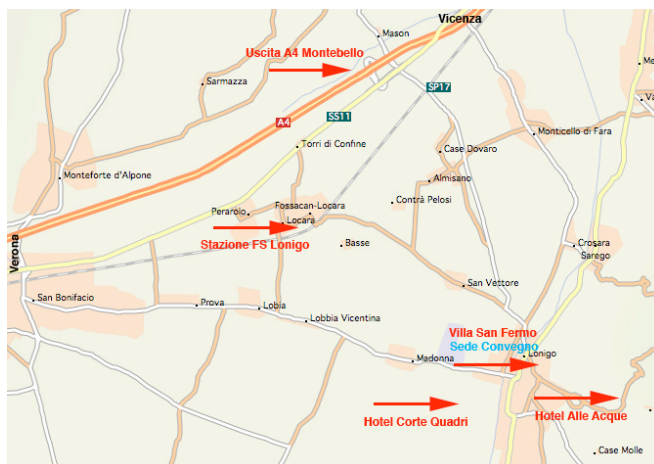 Vicenza
Mason
Uscita A4 Montebello
Sarmazza
SP17
SS11
A4
Monticello di Fara
Torri di Confine
Case Dovaro
Monteforte d'Alpone
Almisano
Contrà Pelosi
Fossacan-Locara
Perarolo
Locara
Stazione FS Lonigo
Basse
Crosara
Sarego
Verona
San Vettore
San Bonifacio
Prova
Lobia
Lobbia Vicentina
Villa San Fermo
Sede Convegno
Madonna
Lonigo
Hotel Corte Quadri
Hotel Alle Acque
Case Molle